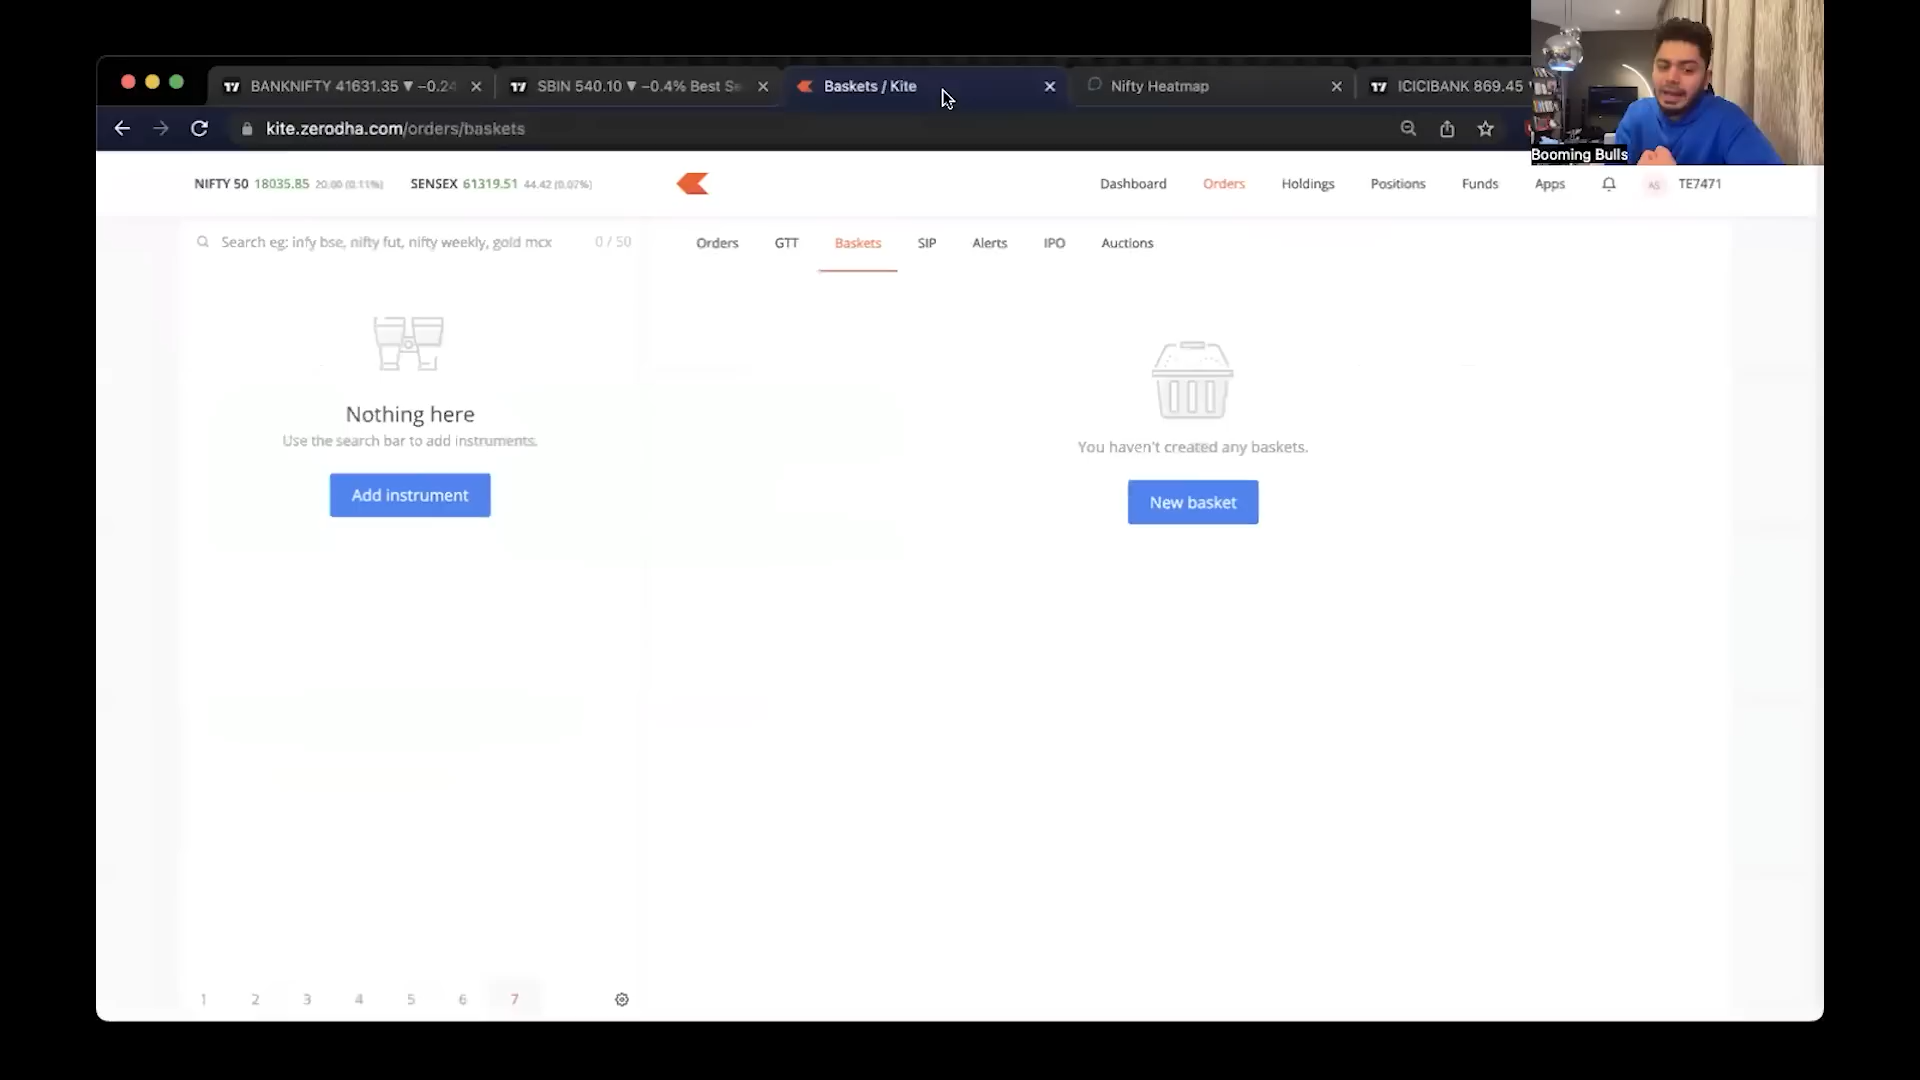 BANKNIFTY 41631.35 ▼ −0.24
SBIN 540.10 ▼ −0.4% Best Se
Baskets / Kite
Nifty Heatmap
ICICIBANK 869.45
kite.zerodha.com/orders/baskets
Booming Bulls
NIFTY 50 18035.85 20.00 (0.11%)
SENSEX 61319.51 44.42 (0.07%)
Dashboard
Orders
Holdings
Positions
Funds
Apps
AS
TE7471
Search eg: infy bse, nifty fut, nifty weekly, gold mcx
0 / 50
Orders
GTT
Baskets
SIP
Alerts
IPO
Auctions
Nothing here
Use the search bar to add instruments.
Add instrument
You haven't created any baskets.
New basket
1 2 3 4 5 6 7